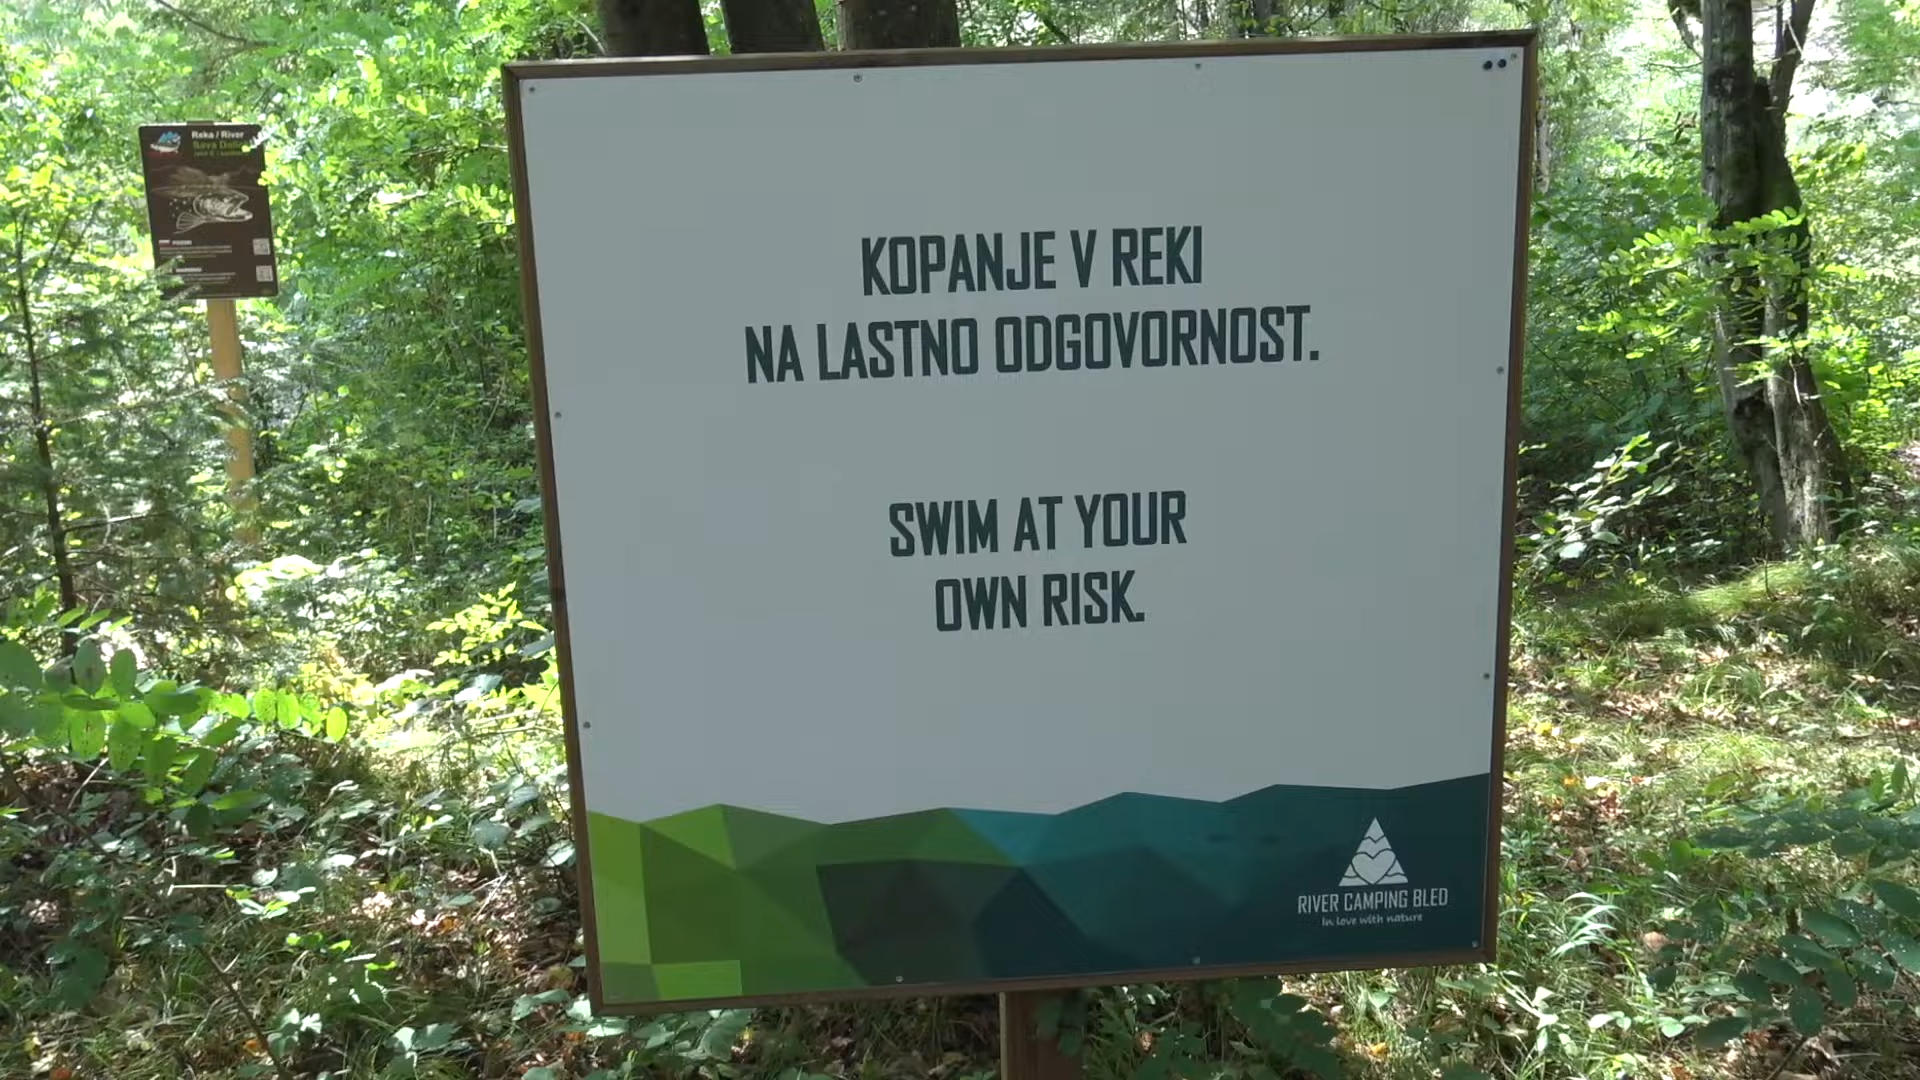 Reka / River
KOPANJE V REKI
NA LASTNO ODGOVORNOST.
SWIM AT YOUR
OWN RISK.
RIVER CAMPING BLED
In love with nature